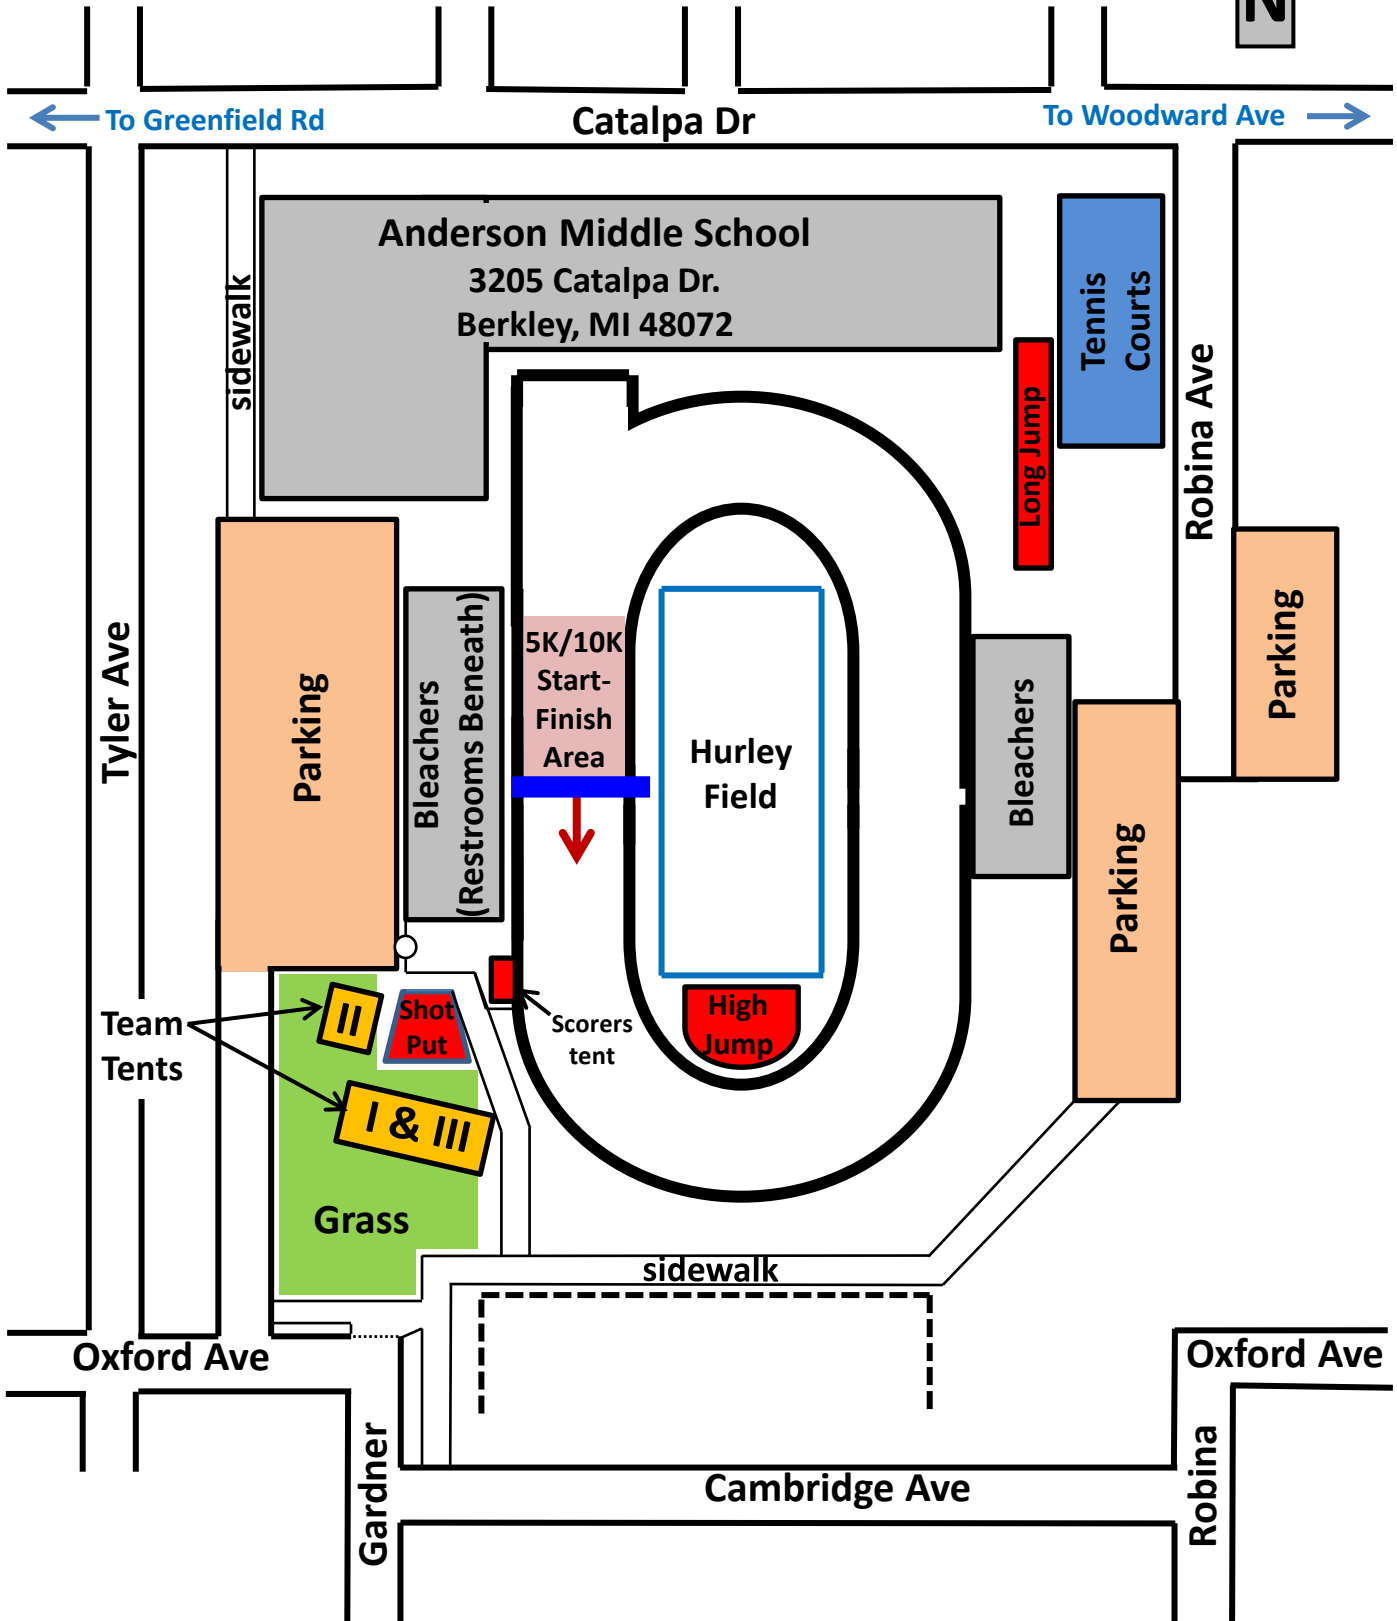 N
To Greenfield Rd
Catalpa Dr
To Woodward Ave
Anderson Middle School
3205 Catalpa Dr.
Berkley, MI 48072
sidewalk
Tennis
Courts
Long Jump
Robina Ave
Tyler Ave
Parking
Bleachers
(Restrooms Beneath)
5K/10K
Start-
Finish
Area
Hurley
Field
Bleachers
Parking
Parking
Team
Tents
II
Shot
Put
Scorers
tent
High
Jump
I & III
Grass
sidewalk
Oxford Ave
Oxford Ave
Gardner
Cambridge Ave
Robina